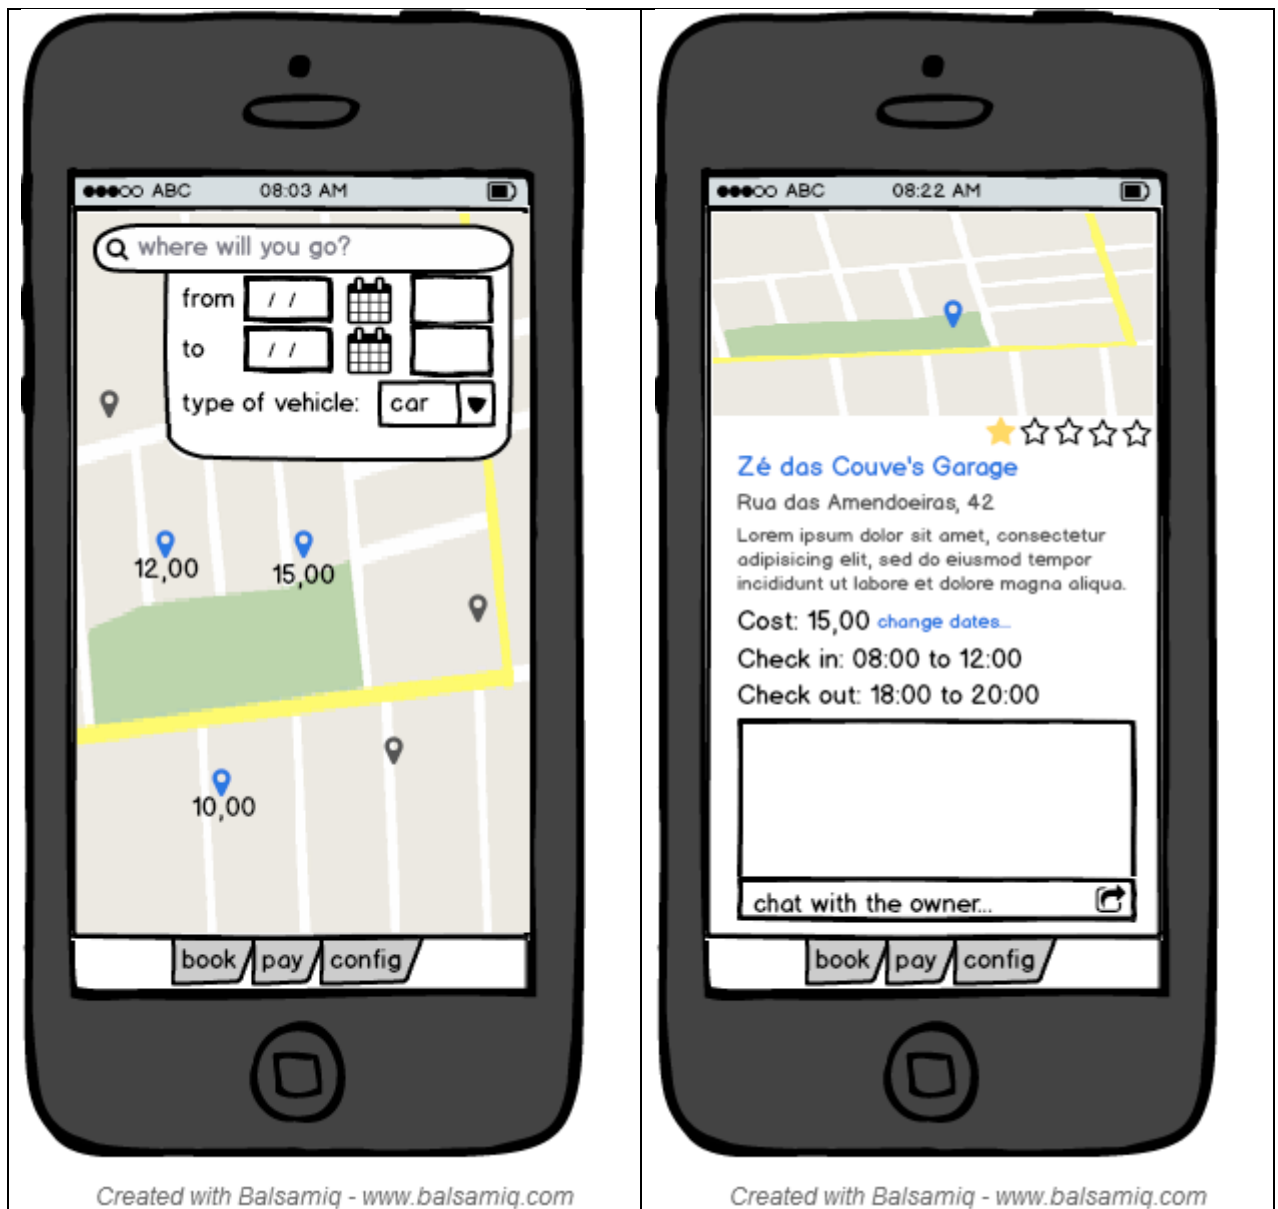 ABC 08:03 AM
where will you go?
from / /
to / /
type of vehicle: car
12,00
15,00
10,00
book pay config
Created with Balsamiq - www.balsamiq.com
ABC 08:22 AM
Zé das Couve's Garage
Rua das Amendoeiras, 42
Lorem ipsum dolor sit amet, consectetur
adipisicing elit, sed do eiusmod tempor
incididunt ut labore et dolore magna aliqua.
Cost: 15,00 change dates...
Check in: 08:00 to 12:00
Check out: 18:00 to 20:00
chat with the owner...
book pay config
Created with Balsamiq - www.balsamiq.com